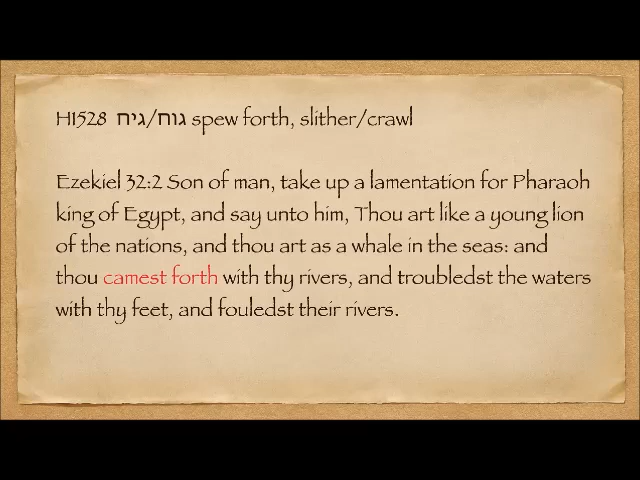 H1528 גוח/גיח spew forth, slither/crawl
Ezekiel 32:2 Son of man, take up a lamentation for Pharaoh
king of Egypt, and say unto him, Thou art like a young lion
of the nations, and thou art as a whale in the seas: and
thou camest forth with thy rivers, and troubledst the waters
with thy feet, and fouledst their rivers.